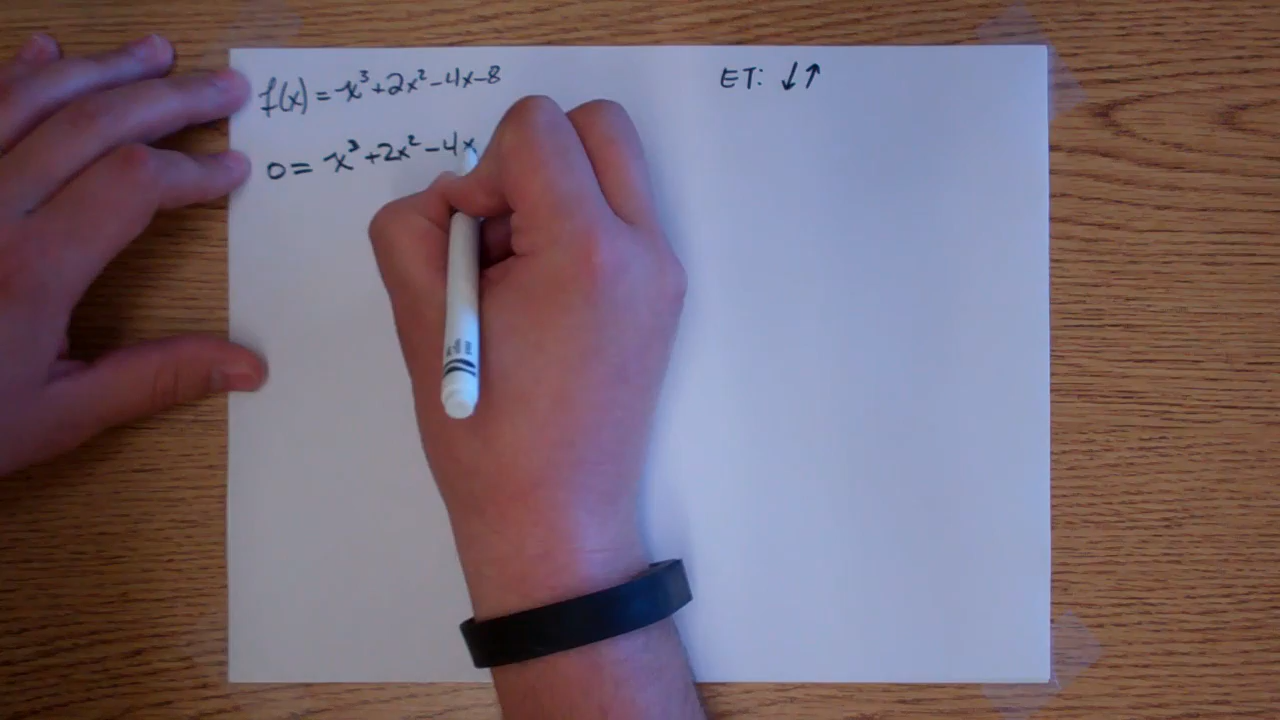 f(x) = x³+2x²-4x-8
ET: ↓↑
0 = x³+2x²-4x